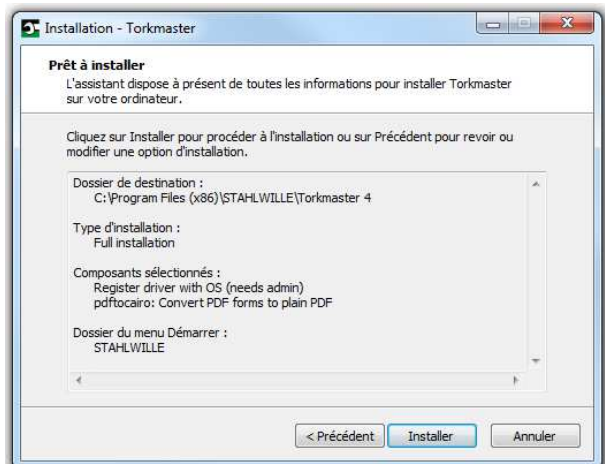 Installation - Torkmaster
Prêt à installer
L'assistant dispose à présent de toutes les informations pour installer Torkmaster
sur votre ordinateur.
Cliquez sur Installer pour procéder à l'installation ou sur Précédent pour revoir ou
modifier une option d'installation.
Dossier de destination :
C:\Program Files (x86)\STAHLWILLE\Torkmaster 4
Type d'installation :
Full installation
Composants sélectionnés :
Register driver with OS (needs admin)
pdftocairo: Convert PDF forms to plain PDF
Dossier du menu Démarrer :
STAHLWILLE
< Précédent Installer Annuler